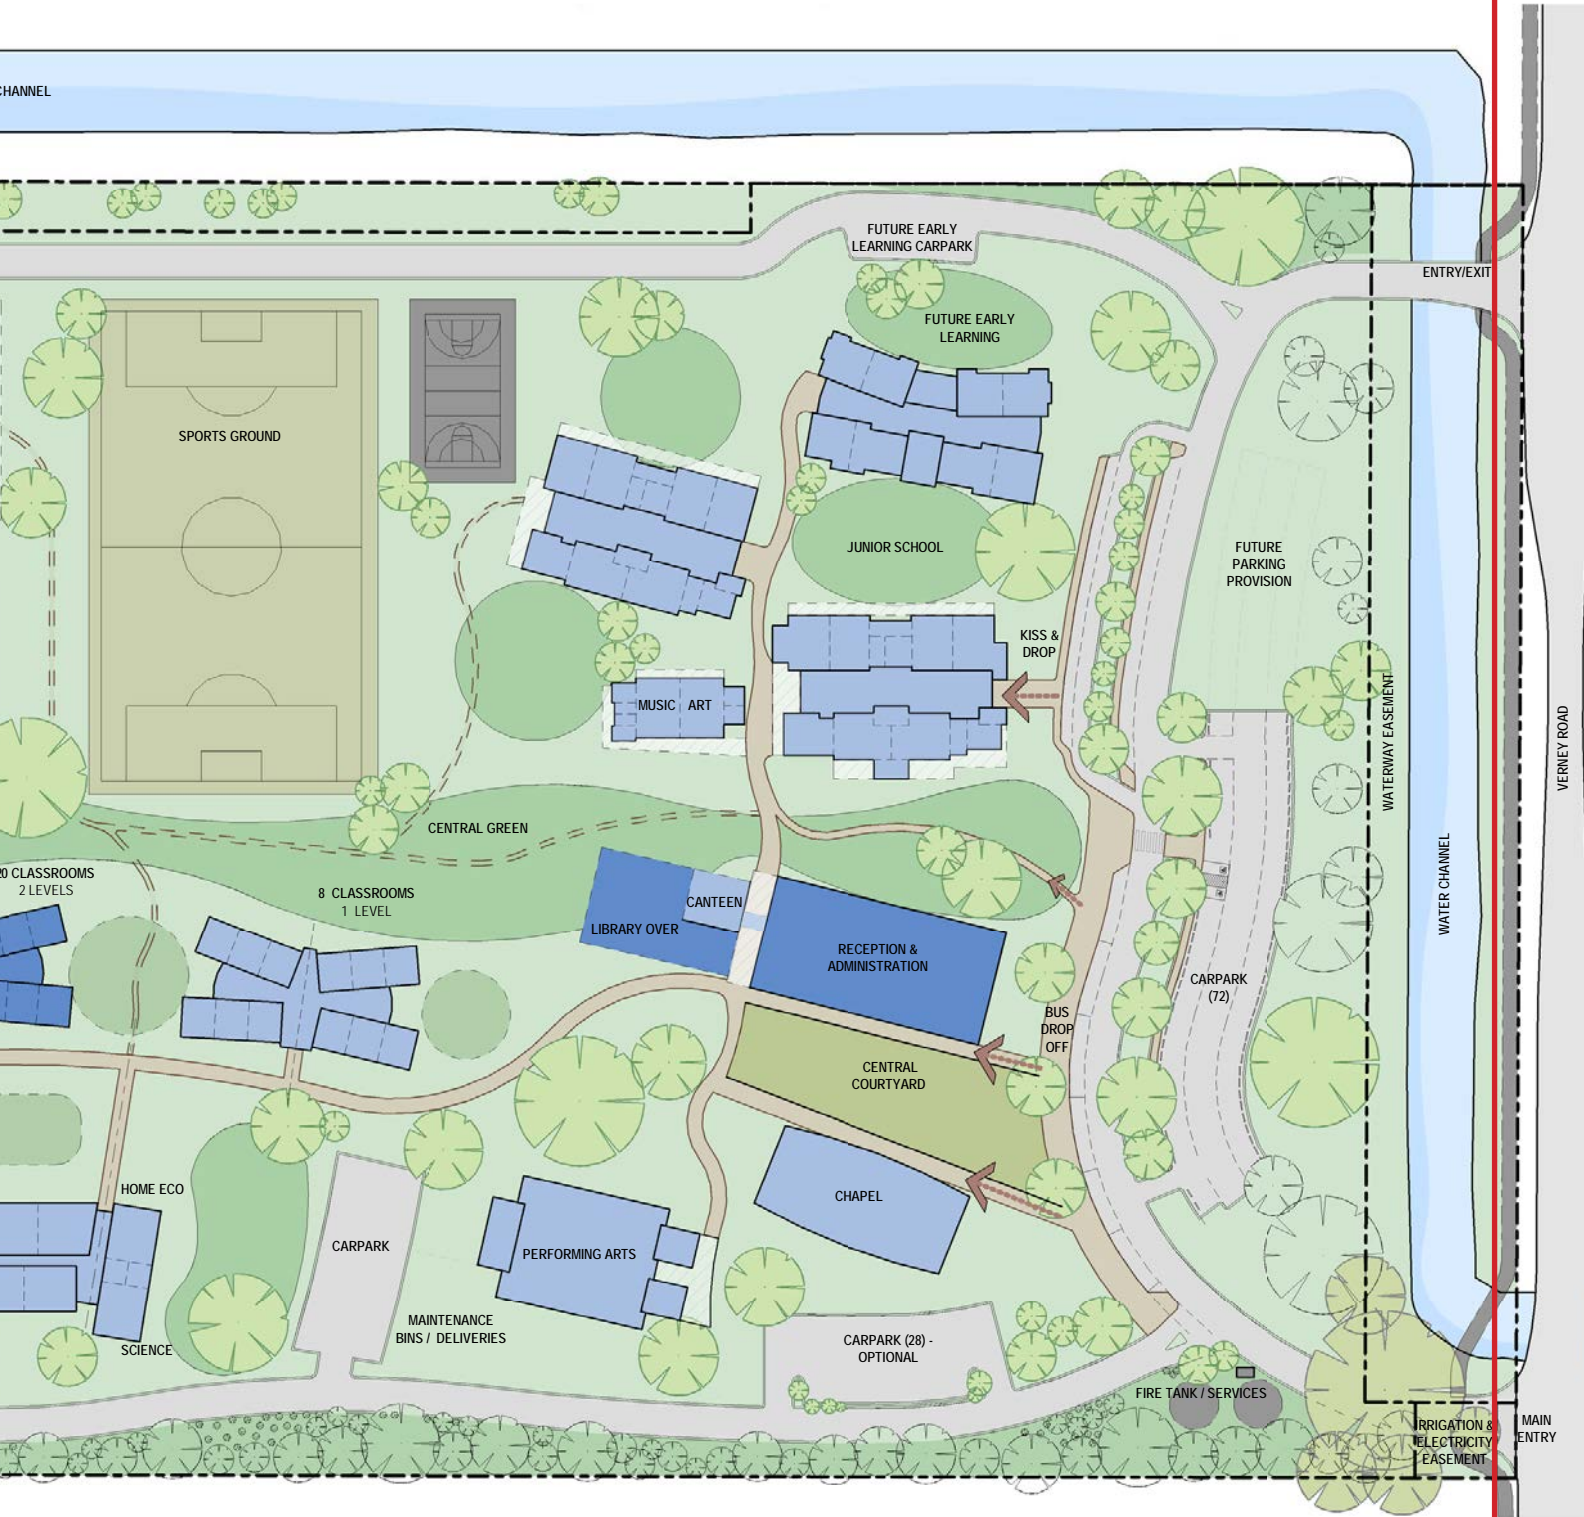 CHANNEL
FUTURE EARLY
LEARNING CARPARK
ENTRY/EXIT
FUTURE EARLY
LEARNING
SPORTS GROUND
JUNIOR SCHOOL
FUTURE
PARKING
PROVISION
KISS &
DROP
MUSIC ART
WATERWAY EASEMENT
VERNEY ROAD
CENTRAL GREEN
WATER CHANNEL
20 CLASSROOMS
2 LEVELS
8 CLASSROOMS
1 LEVEL
CANTEEN
LIBRARY OVER
RECEPTION &
ADMINISTRATION
CARPARK
(72)
BUS
DROP
OFF
CENTRAL
COURTYARD
HOME ECO
CHAPEL
CARPARK
PERFORMING ARTS
MAINTENANCE
BINS / DELIVERIES
SCIENCE
CARPARK (28) -
OPTIONAL
FIRE TANK / SERVICES
IRRIGATION &
ELECTRICITY
EASEMENT
MAIN
ENTRY